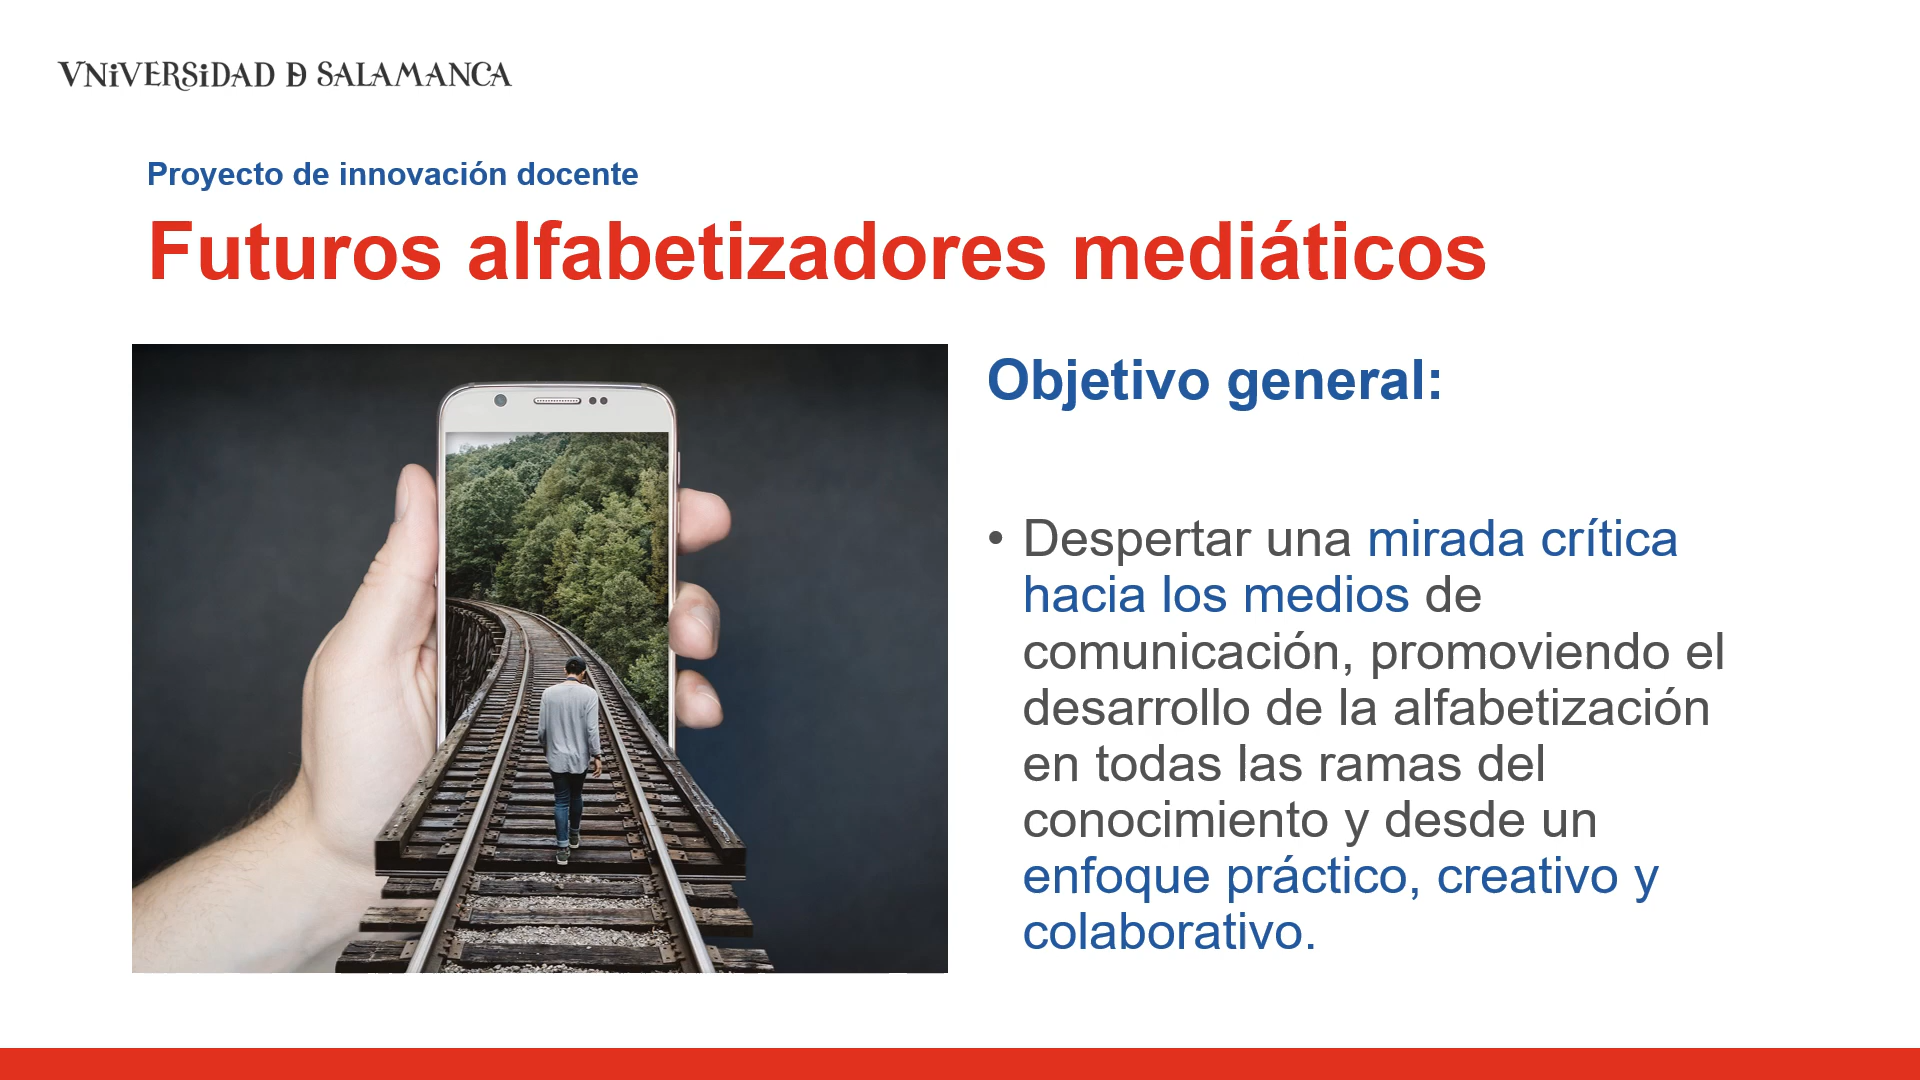 VNiVERSiDAD Ð SALAMANCA
Proyecto de innovación docente
Futuros alfabetizadores mediáticos
Objetivo general:
• Despertar una mirada crítica
hacia los medios de
comunicación, promoviendo el
desarrollo de la alfabetización
en todas las ramas del
conocimiento y desde un
enfoque práctico, creativo y
colaborativo.